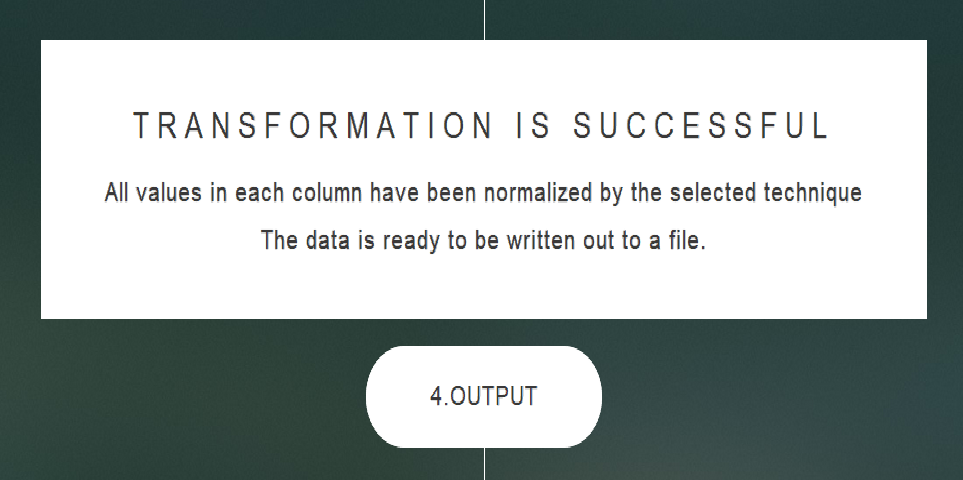 TRANSFORMATION IS SUCCESSFUL
All values in each column have been normalized by the selected technique
The data is ready to be written out to a file.
4.OUTPUT